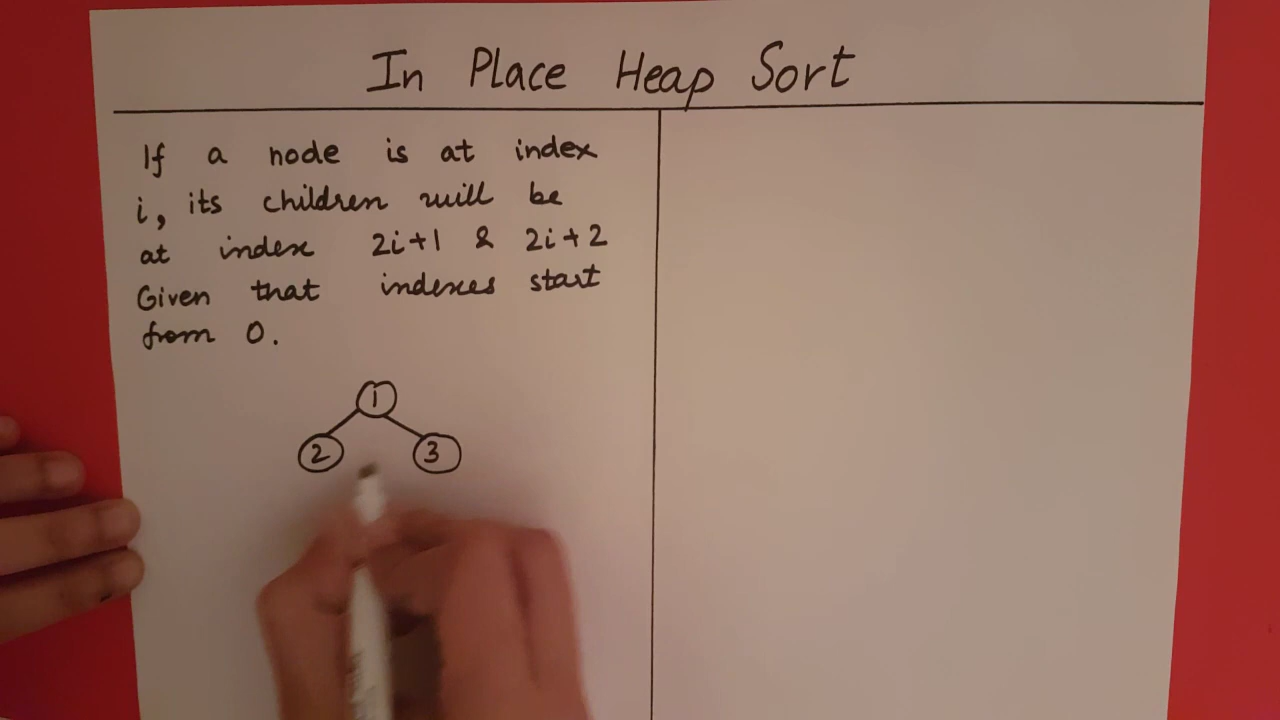 In Place Heap Sort
If a node is at index
i, its children will be
at index 2i+1 & 2i+2
Given that indexes start
from 0.
1
2 3